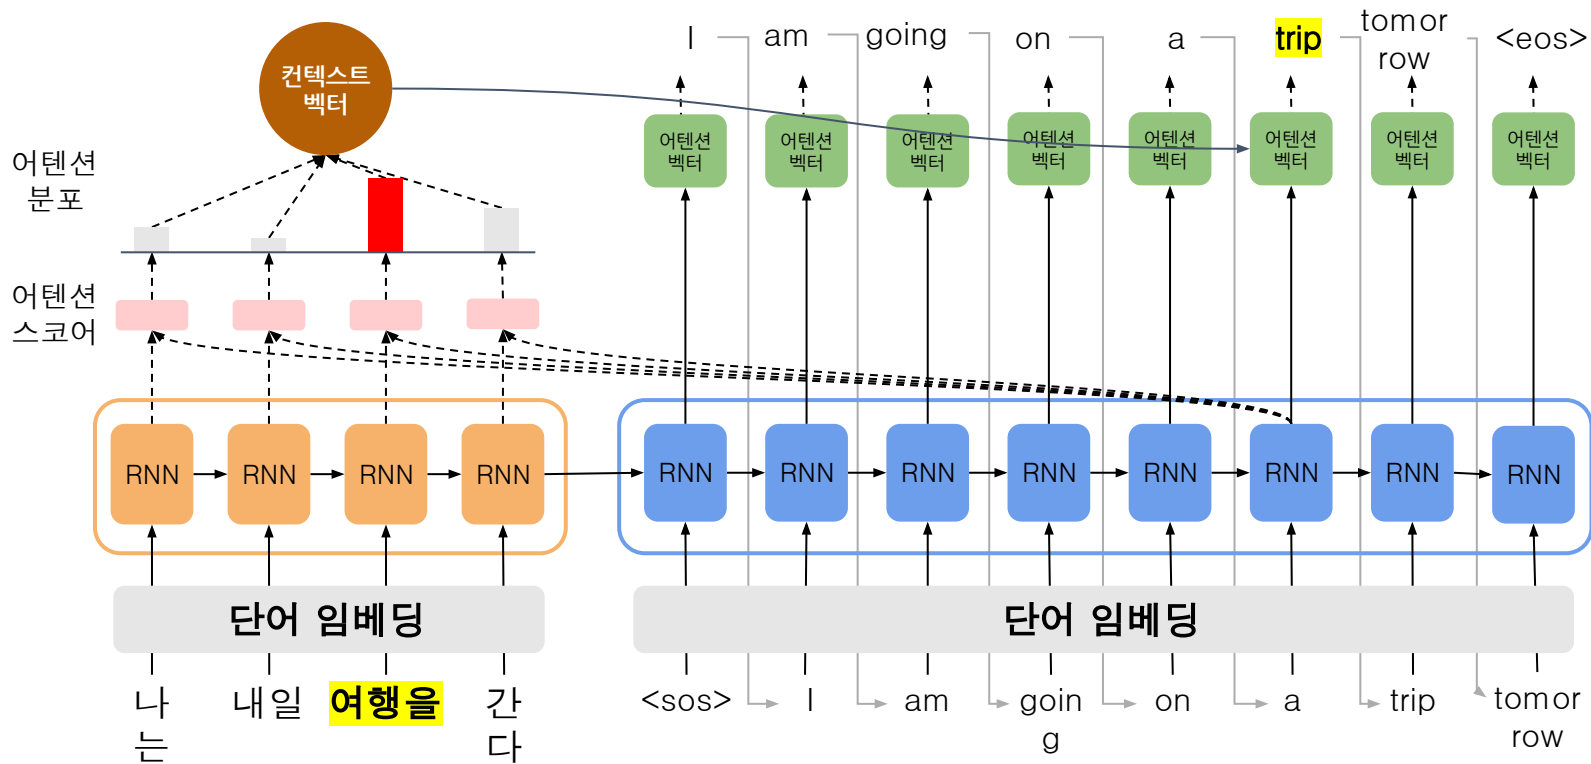 I am going on a trip tomor <eos>
row
컨텍스트
벡터
어텐션 어텐션 어텐션 어텐션 어텐션 어텐션 어텐션 어텐션
벡터 벡터 벡터 벡터 벡터 벡터 벡터 벡터
어텐션
분포
어텐션
스코어
RNN RNN RNN RNN RNN RNN RNN RNN RNN RNN RNN RNN
단어 임베딩 단어 임베딩
나 내일 여행을 간 <sos> I am goin on a trip tomor
는 다 g row